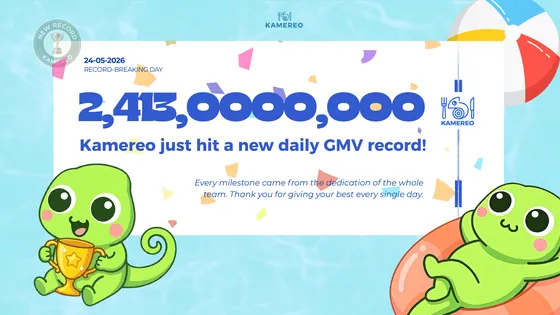 KAMEREO
NEW RECORD
KAMEREO
24-05-2026
RECORD-BREAKING DAY
2,413,0000,000
KAMEREO
Kamereo just hit a new daily GMV record!
Every milestone came from the dedication of the whole
team. Thank you for giving your best every single day.